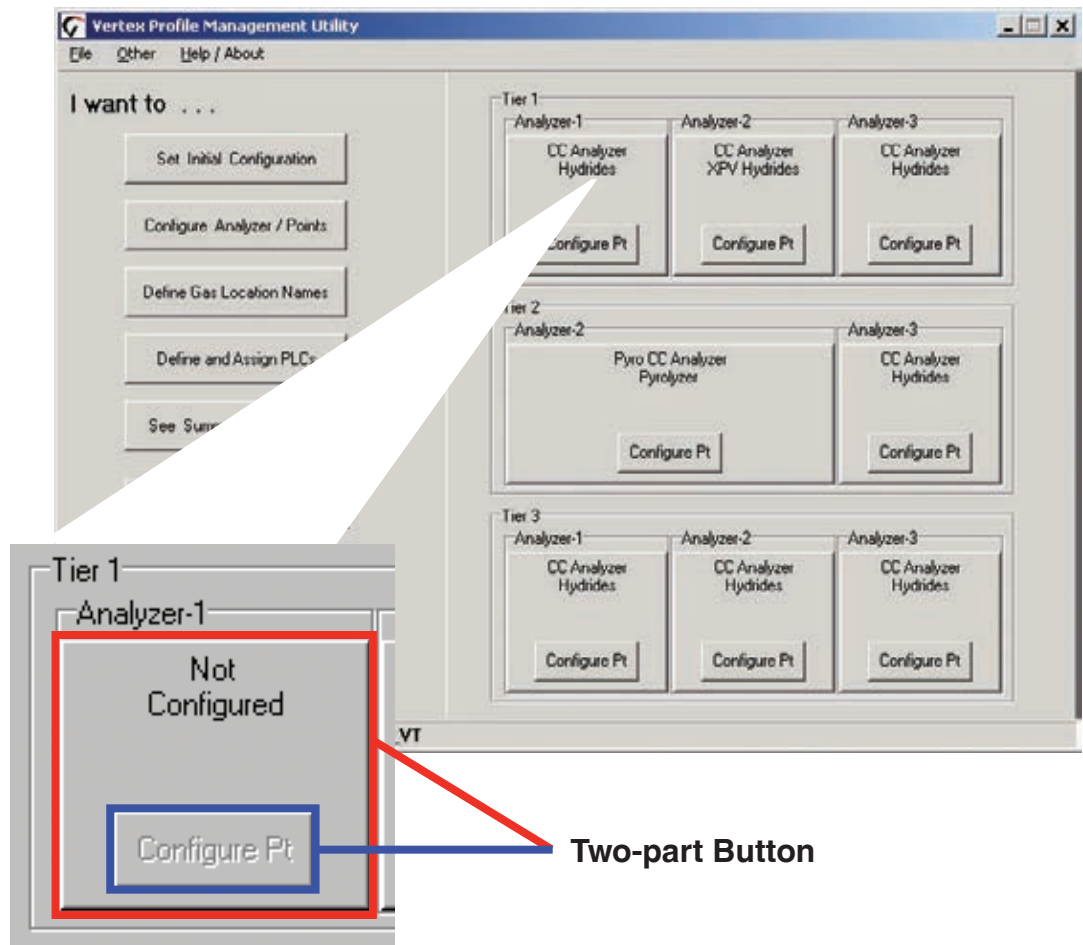 Vertex Profile Management Utility
File Other Help / About
I want to ...
Set Initial Configuration
Configure Analyzer / Points
Define Gas Location Names
Define and Assign PLCs
See
Tier 1
Analyzer-1 Analyzer-2 Analyzer-3
CC Analyzer
Hydrides
Configure Pt
CC Analyzer
XPV Hydrides
Configure Pt
CC Analyzer
Hydrides
Configure Pt
Tier 2
Analyzer-2 Analyzer-3
Pyro CC Analyzer
Pyrolyzer
Configure Pt
CC Analyzer
Hydrides
Configure Pt
Tier 3
Analyzer-1 Analyzer-2 Analyzer-3
CC Analyzer
Hydrides
Configure Pt
CC Analyzer
Hydrides
Configure Pt
CC Analyzer
Hydrides
Configure Pt
_VT
Tier 1
Analyzer-1
Not
Configured
Configure Pt
Two-part Button